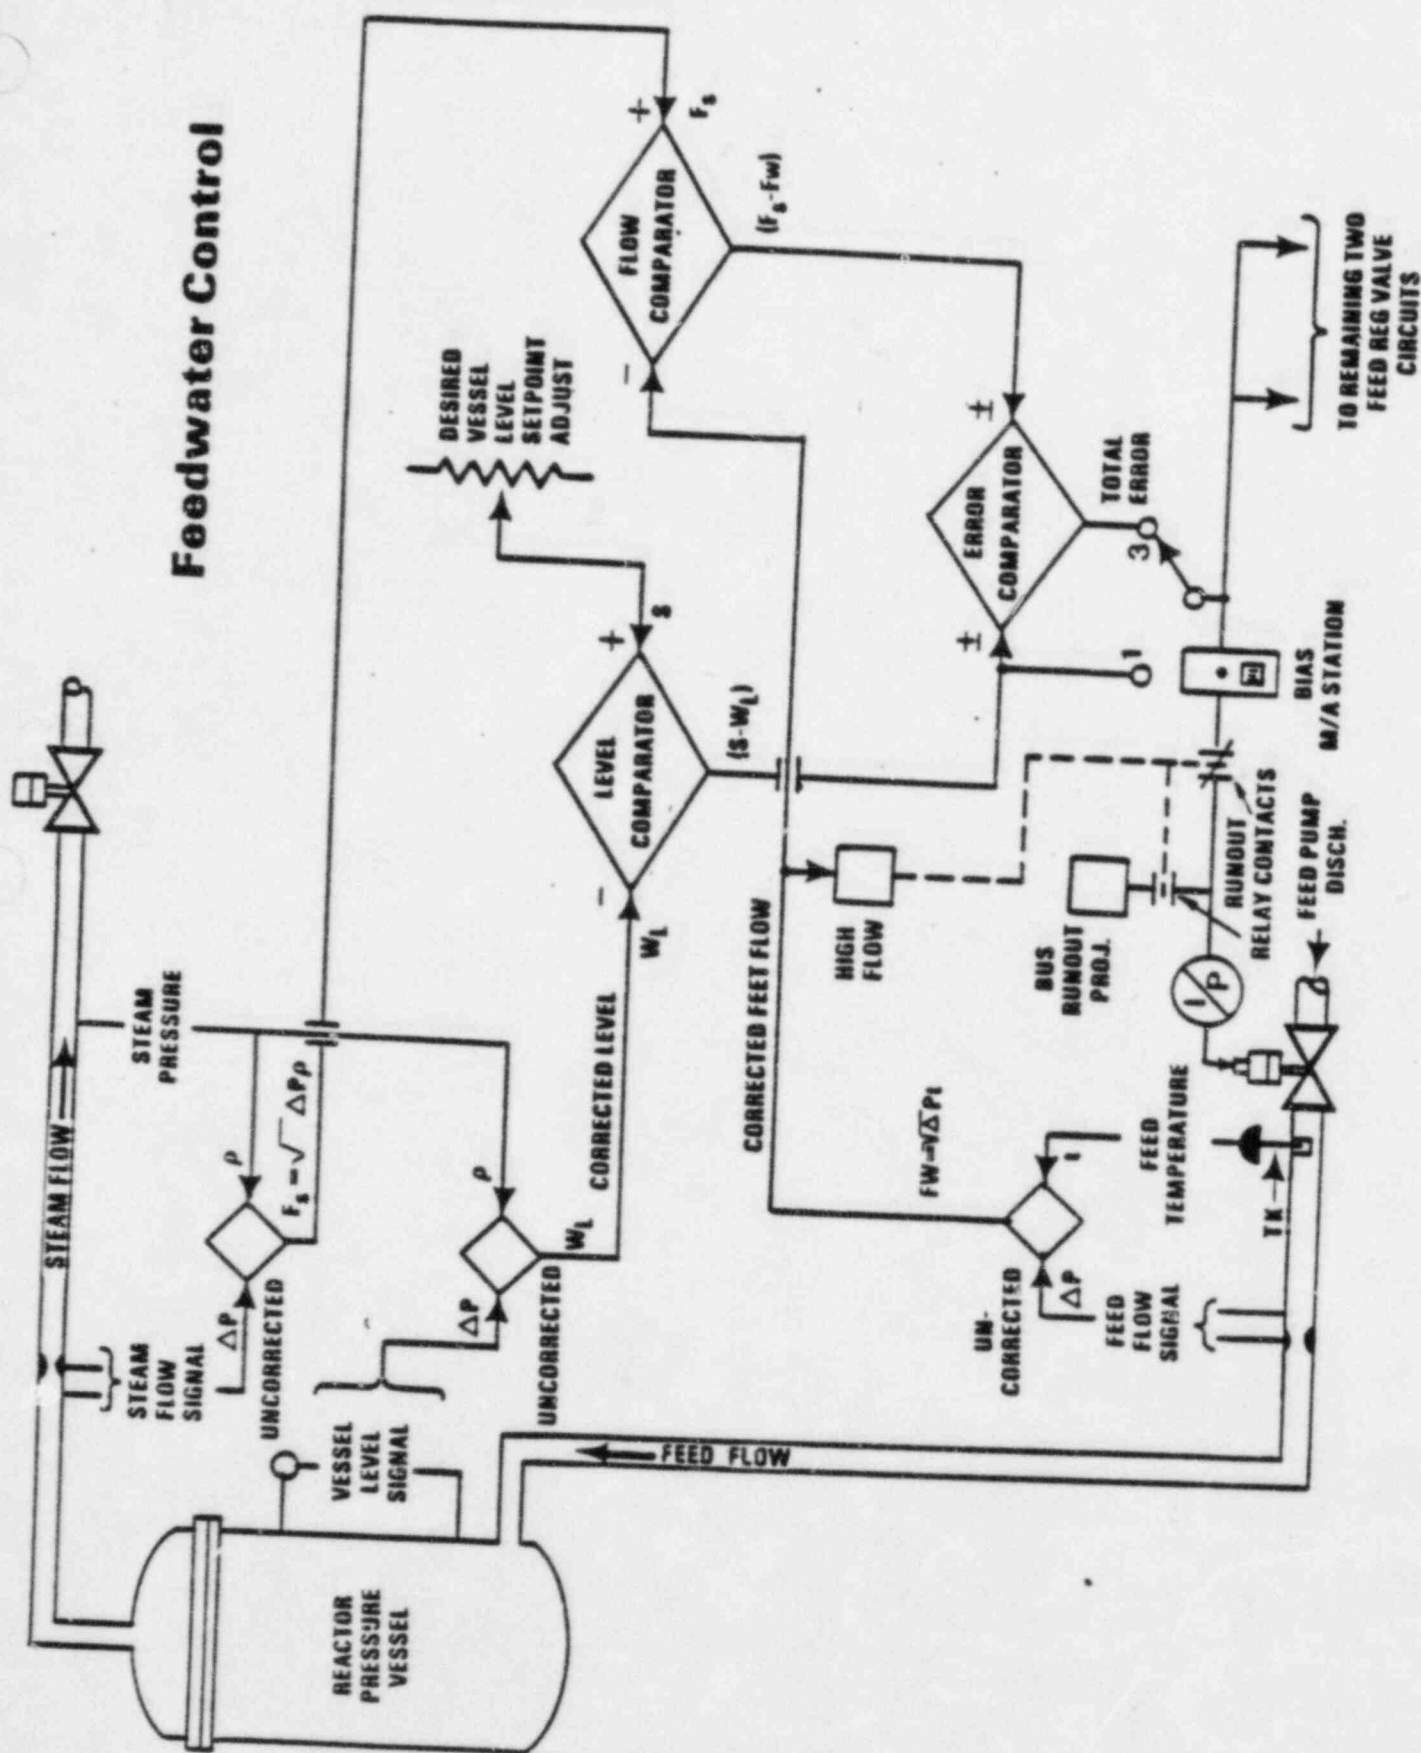 Feedwater Control
STEAM FLOW
STEAM
PRESSURE
STEAM
FLOW
SIGNAL
ΔP
UNCORRECTED
ρ
Fs = √ ΔPρ
REACTOR
PRESSURE
VESSEL
VESSEL
LEVEL
SIGNAL
ΔP
UNCORRECTED
ρ
WL
CORRECTED LEVEL
WL
-
LEVEL
COMPARATOR
+
S
DESIRED
VESSEL
LEVEL
SETPOINT
ADJUST
(S-WL)
-
FLOW
COMPARATOR
+
Fs
(Fs-Fw)
FEED FLOW
UN-
CORRECTED
ΔP
FEED
FLOW
SIGNAL
FW=√ΔPt
t
FEED
TEMPERATURE
TK
CORRECTED FEET FLOW
HIGH
FLOW
BUS
RUNOUT
PROJ.
RUNOUT
RELAY CONTACTS
I/P
FEED PUMP
DISCH.
±
ERROR
COMPARATOR
±
TOTAL
ERROR
1
3
BIAS
M/A STATION
TO REMAINING TWO
FEED REG VALVE
CIRCUITS